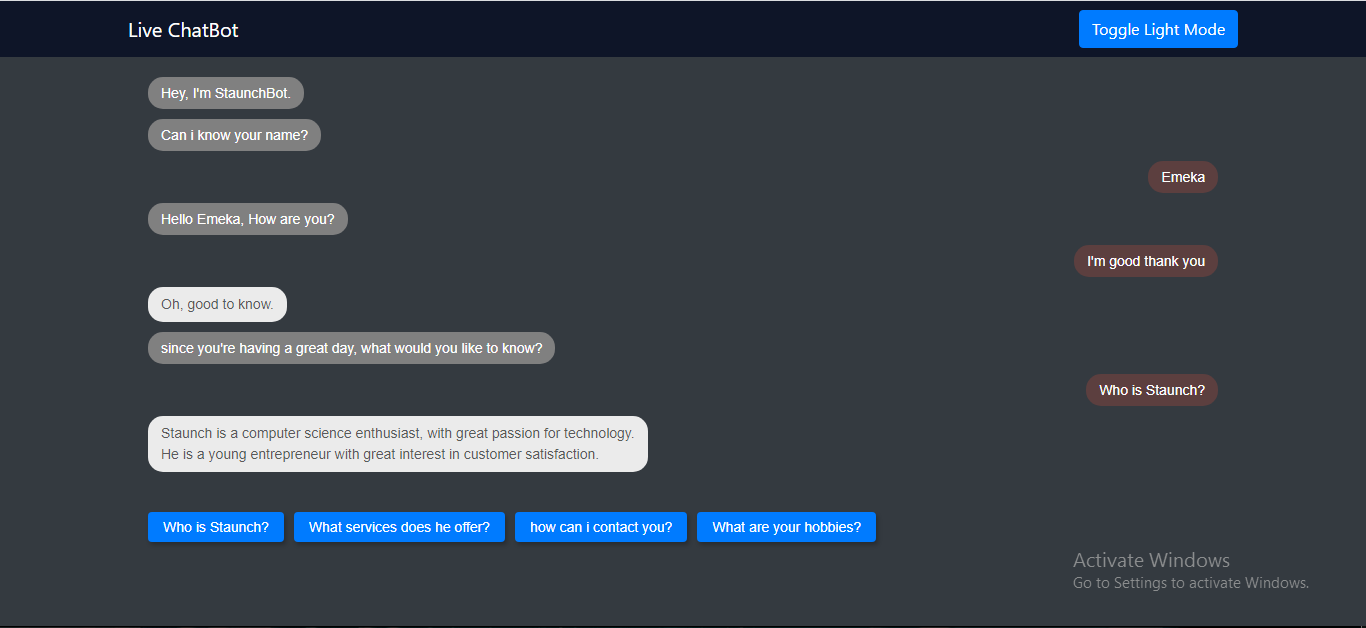 Live ChatBot
Toggle Light Mode
Hey, I'm StaunchBot.
Can i know your name?
Emeka
Hello Emeka, How are you?
I'm good thank you
Oh, good to know.
since you're having a great day, what would you like to know?
Who is Staunch?
Staunch is a computer science enthusiast, with great passion for technology.
He is a young entrepreneur with great interest in customer satisfaction.
Who is Staunch?
What services does he offer?
how can i contact you?
What are your hobbies?
Activate Windows
Go to Settings to activate Windows.